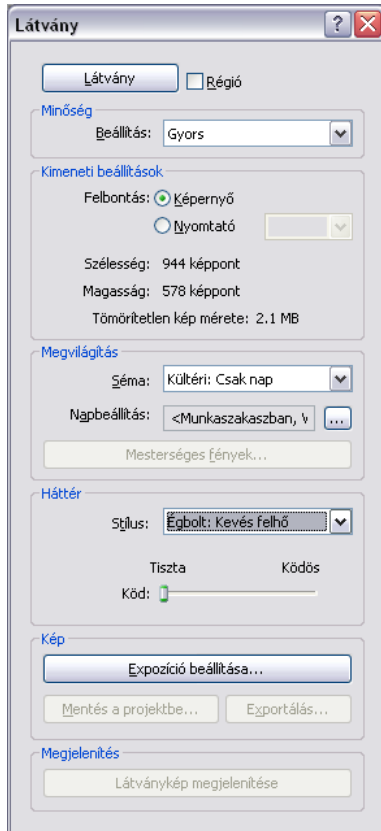 Látvány
Látvány Régió
Minőség
Beállítás: Gyors
Kimeneti beállítások
Felbontás: Képernyő
Nyomtató
Szélesség: 944 képpont
Magasság: 578 képpont
Tömörítetlen kép mérete: 2.1 MB
Megvilágítás
Séma: Kültéri: Csak nap
Napbeállítás: <Munkaszakaszban, ...
Mesterséges fények...
Háttér
Stílus: Égbolt: Kevés felhő
Tiszta Ködös
Köd:
Kép
Expozíció beállítása...
Mentés a projektbe... Exportálás...
Megjelenítés
Látványkép megjelenítése